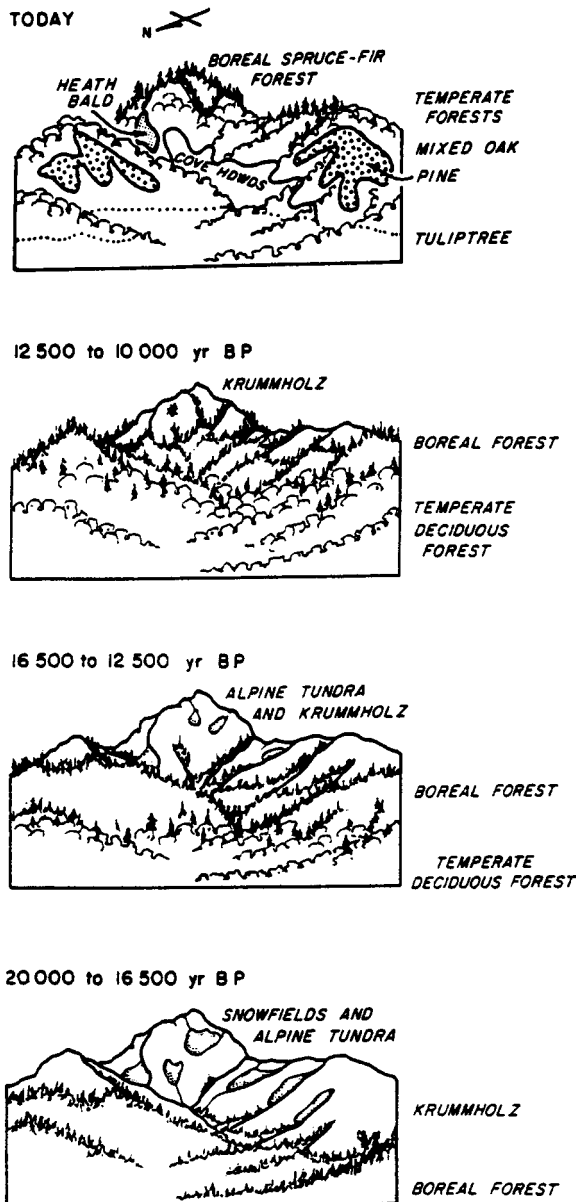 TODAY
N
BOREAL SPRUCE-FIR
FOREST
HEATH
BALD
TEMPERATE
FORESTS
MIXED OAK
COVE HDWDS
PINE
TULIPTREE
12 500 to 10 000 yr BP
KRUMMHOLZ
BOREAL FOREST
TEMPERATE
DECIDUOUS
FOREST
16 500 to 12 500 yr BP
ALPINE TUNDRA
AND KRUMMHOLZ
BOREAL FOREST
TEMPERATE
DECIDUOUS FOREST
20 000 to 16 500 yr BP
SNOWFIELDS AND
ALPINE TUNDRA
KRUMMHOLZ
BOREAL FOREST